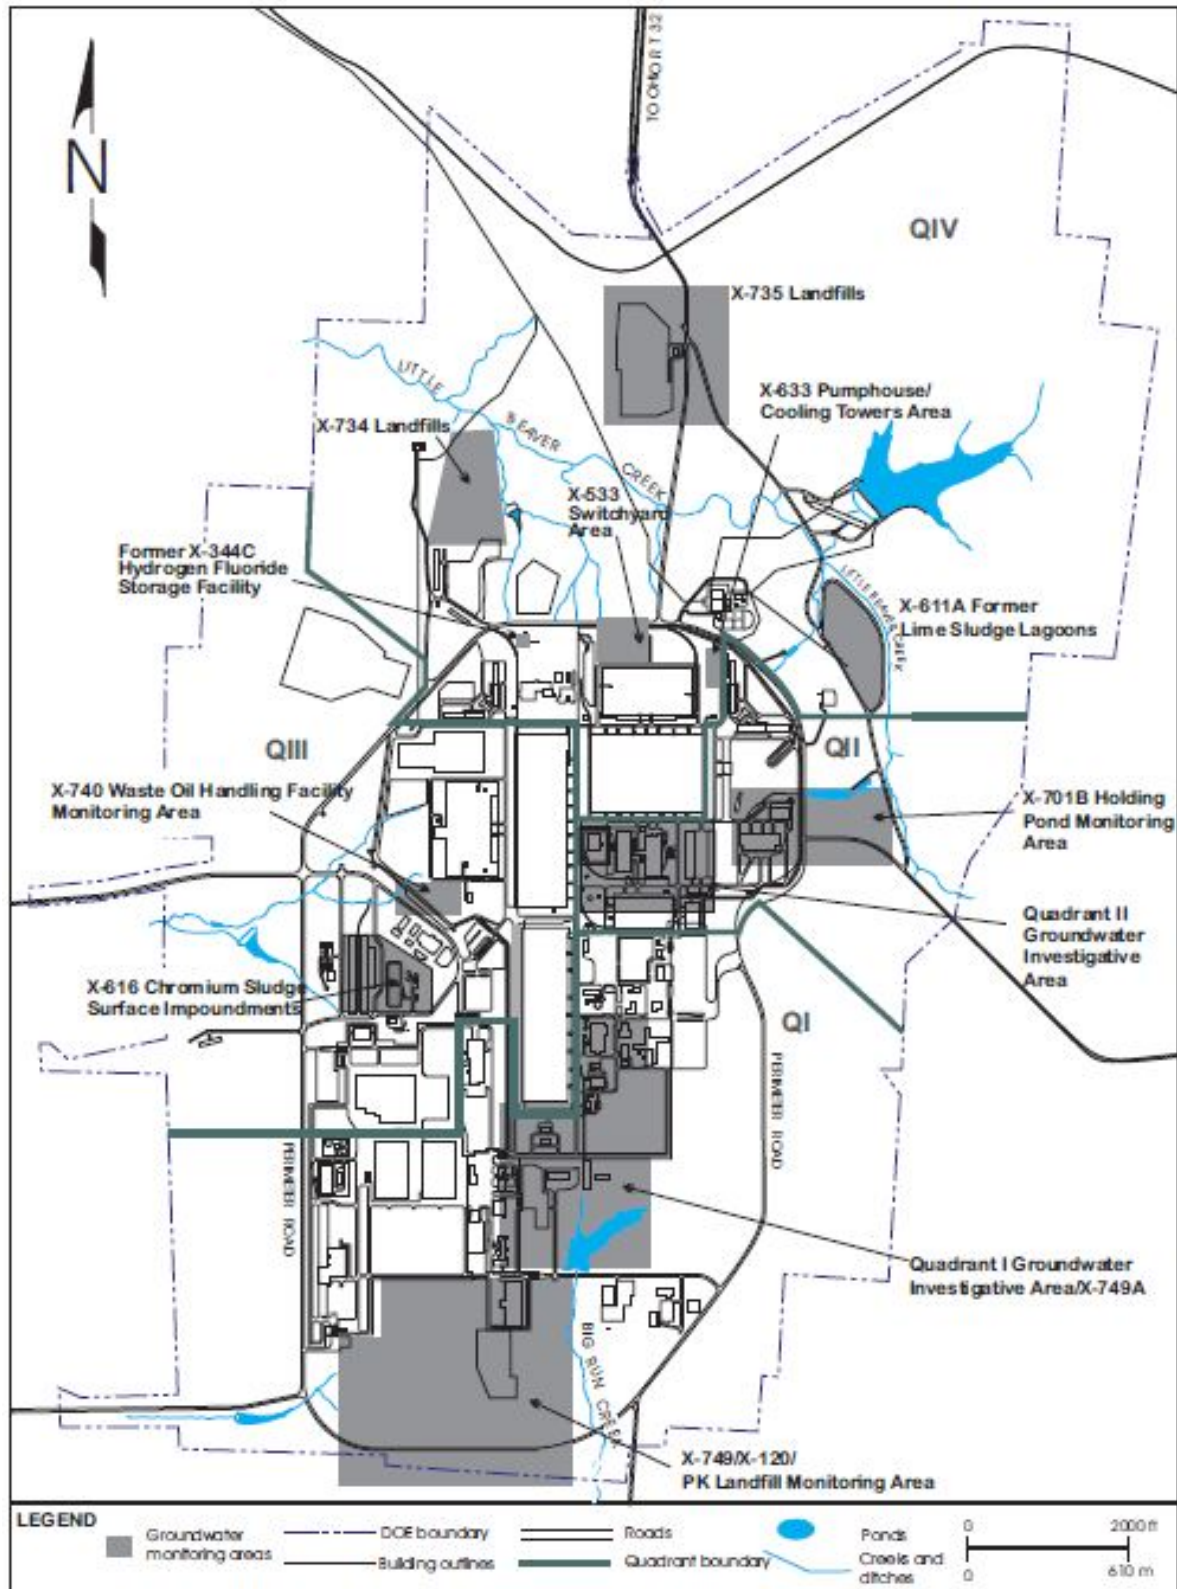 TO OHIO RT 32
N
QIV
X-735 Landfills
X-633 Pumphouse/
Cooling Towers Area
LITTLE BEAVER CREEK
X-734 Landfills
X-533
Switchyard
Area
Former X-344C
Hydrogen Fluoride
Storage Facility
LITTLE BEAVER CREEK
X-611A Former
Lime Sludge Lagoons
QIII
QII
X-740 Waste Oil Handling Facility
Monitoring Area
X-701B Holding
Pond Monitoring
Area
Quadrant II
Groundwater
Investigative
Area
X-616 Chromium Sludge
Surface Impoundments
QI
PERIMETER ROAD
PERIMETER ROAD
Quadrant I Groundwater
Investigative Area/X-749A
BIG RUN CREEK
X-749/X-120/
PK Landfill Monitoring Area
LEGEND
Groundwater
monitoring areas
DOE boundary
Building outlines
Roads
Quadrant boundary
Ponds
Creeks and
ditches
0 2000 ft
0 610 m